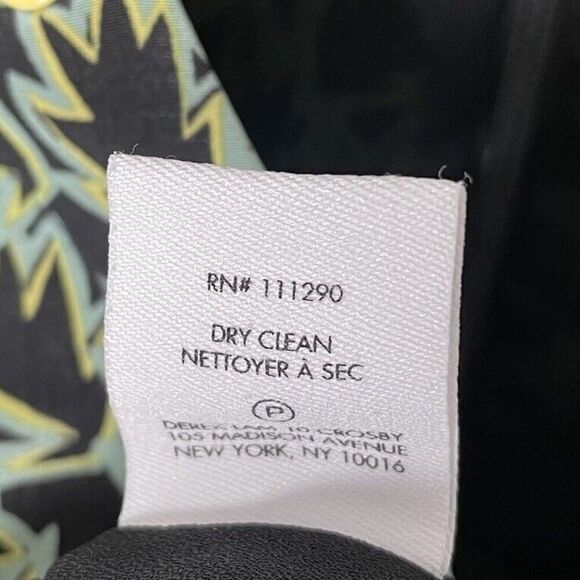 RN# 111290
DRY CLEAN
NETTOYER À SEC
P
DEREK LAM 10 CROSBY
105 MADISON AVENUE
NEW YORK, NY 10016